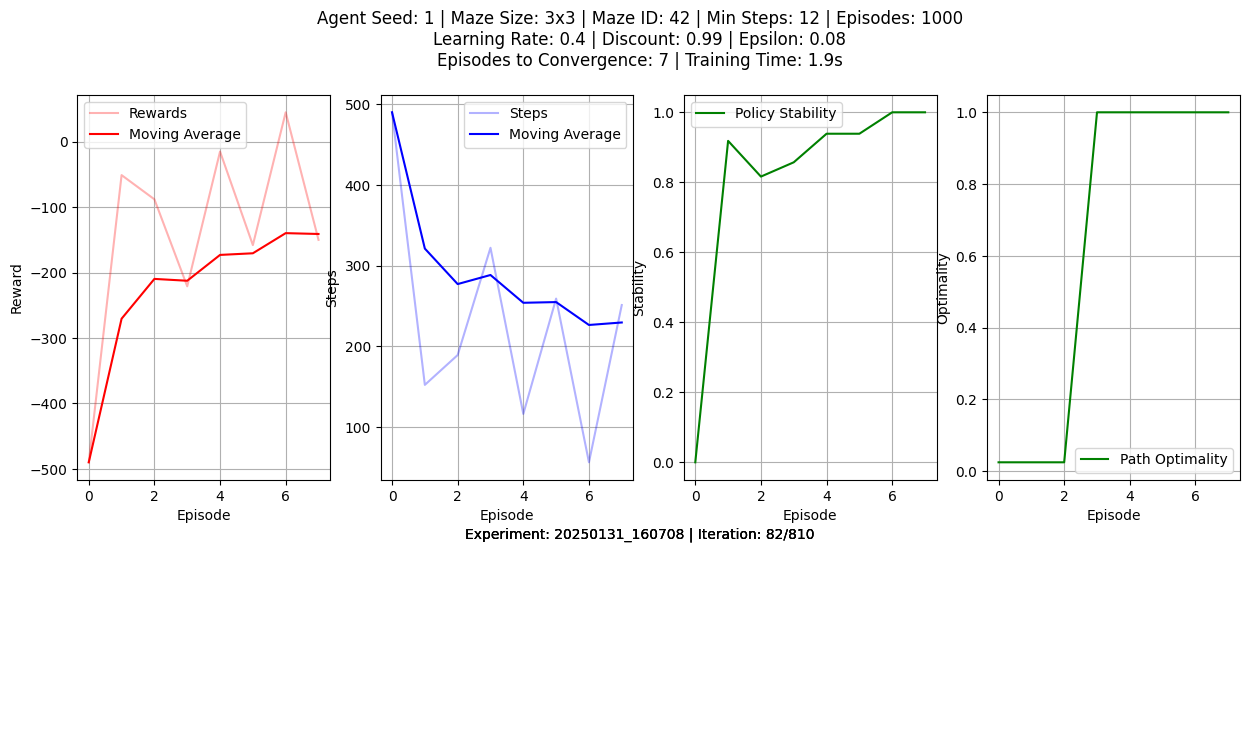 Agent Seed: 1 | Maze Size: 3x3 | Maze ID: 42 | Min Steps: 12 | Episodes: 1000
Learning Rate: 0.4 | Discount: 0.99 | Epsilon: 0.08
Episodes to Convergence: 7 | Training Time: 1.9s
Rewards
Moving Average
0
−100
−200
−300
−400
−500
Reward
0 2 4 6
Episode
Steps
Moving Average
500
400
300
200
100
Steps
0 2 4 6
Episode
Policy Stability
1.0
0.8
0.6
0.4
0.2
0.0
Stability
0 2 4 6
Episode
1.0
0.8
0.6
0.4
0.2
0.0
Optimality
Path Optimality
0 2 4 6
Episode
Experiment: 20250131_160708 | Iteration: 82/810